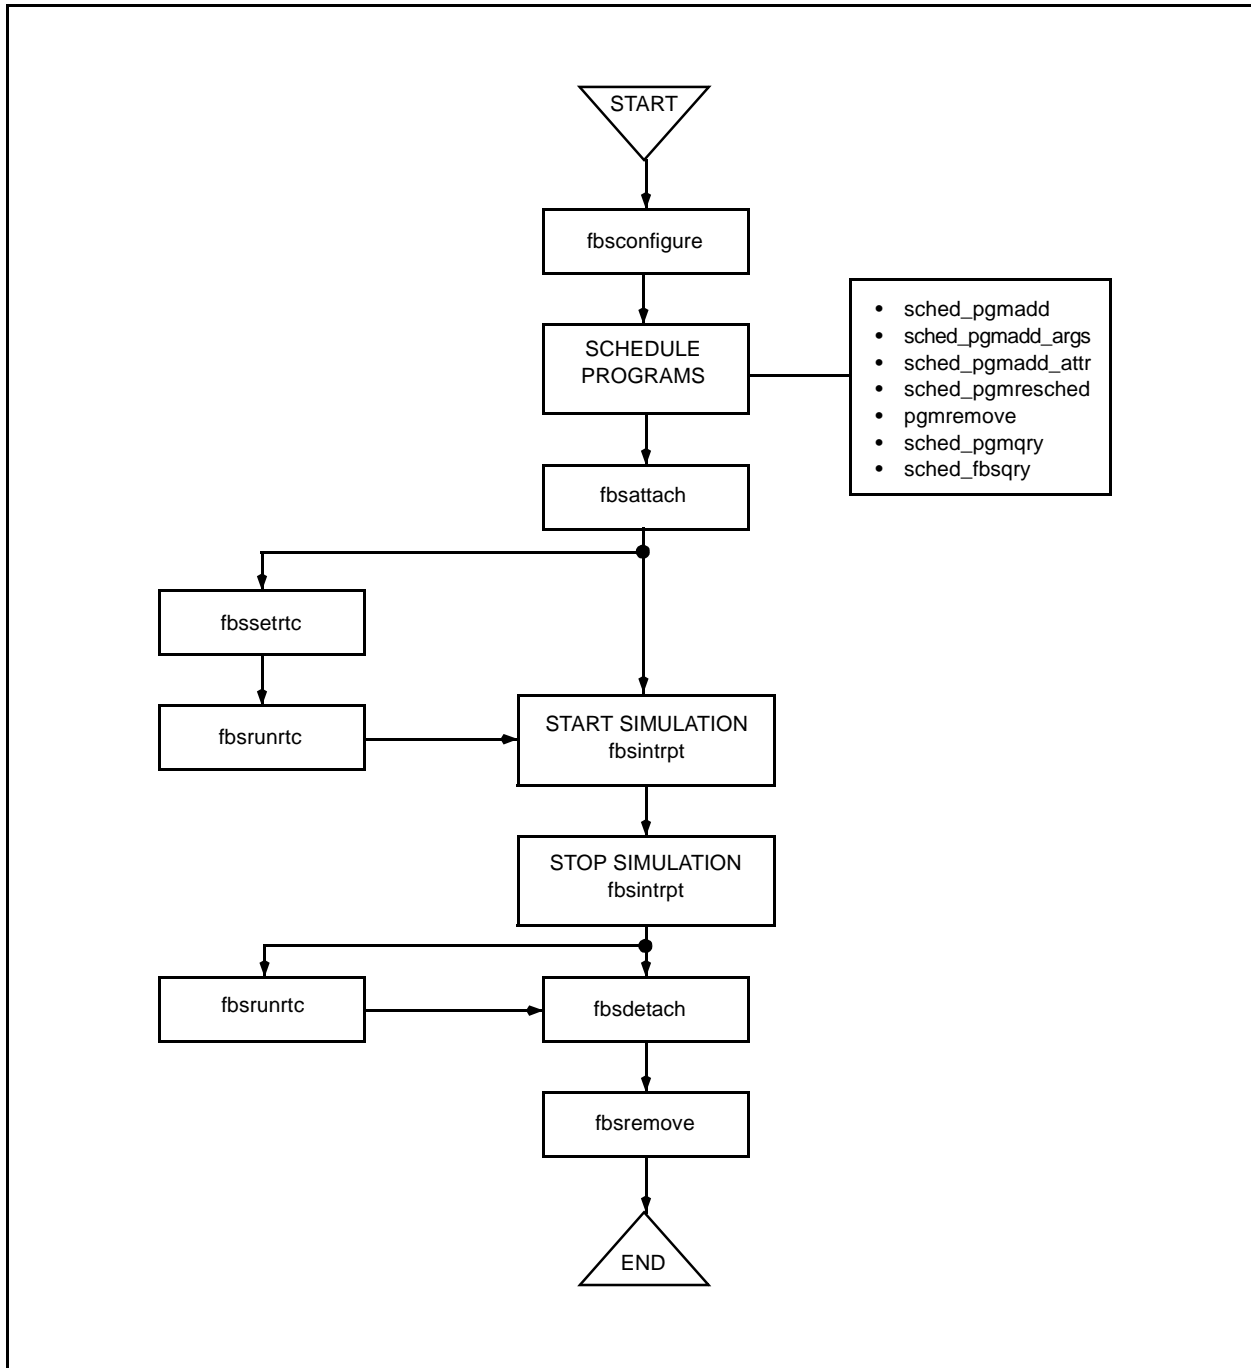 START
fbsconfigure
SCHEDULE
PROGRAMS
• sched_pgmadd
• sched_pgmadd_args
• sched_pgmadd_attr
• sched_pgmresched
• pgmremove
• sched_pgmqry
• sched_fbsqry
fbsattach
fbssetrtc
fbsrunrtc
START SIMULATION
fbsintrpt
STOP SIMULATION
fbsintrpt
fbsrunrtc
fbsdetach
fbsremove
END